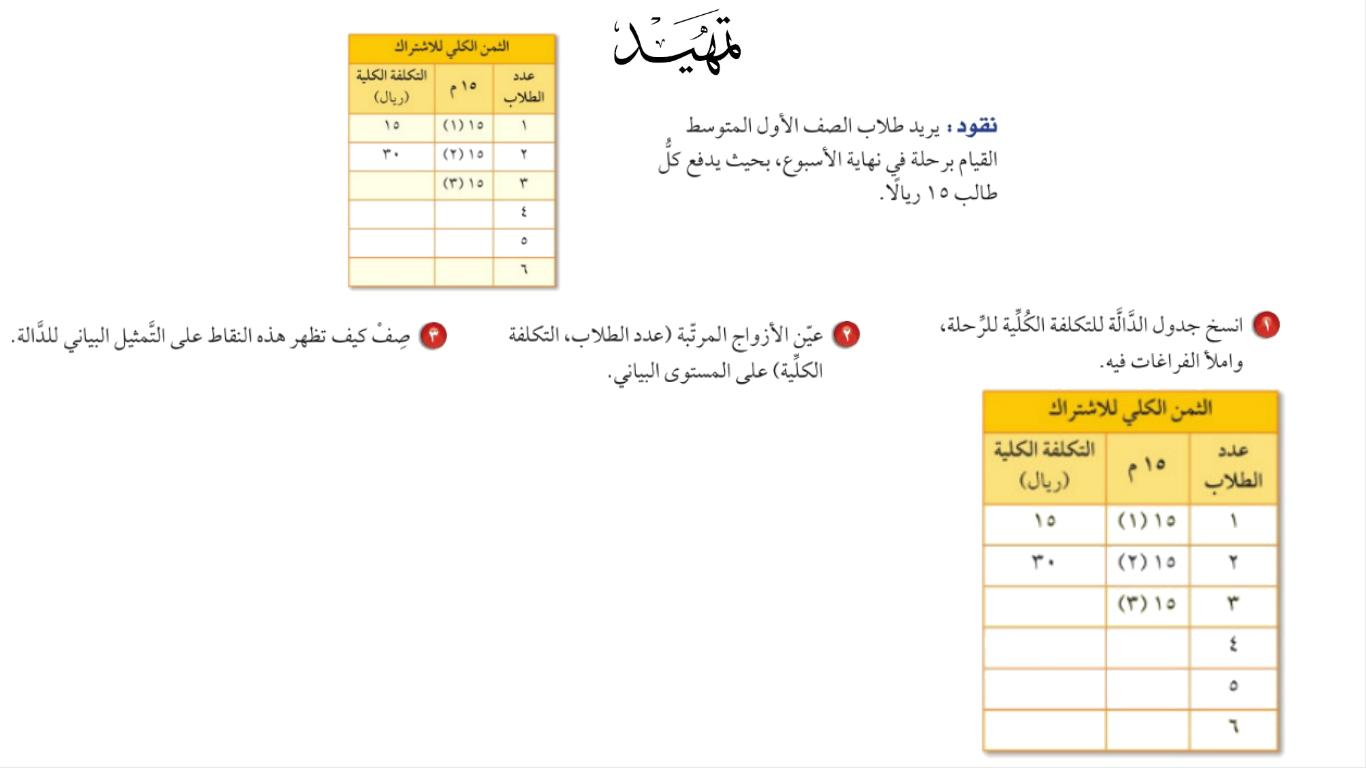 تمهيد
نقود: يريد طلاب الصف الأول المتوسط
القيام برحلة في نهاية الأسبوع، بحيث يدفع كلُّ
طالب ١٥ ريالًا.
الثمن الكلي للاشتراك
عدد الطلاب ١٥ م التكلفة الكلية (ريال)
١ ١٥ (١) ١٥
٢ ١٥ (٢) ٣٠
٣ ١٥ (٣)
٤
٥
٦
١ انسخ جدول الدَّالَّة للتكلفة الكُلِّية للرِّحلة،
واملأ الفراغات فيه.
الثمن الكلي للاشتراك
عدد الطلاب ١٥ م التكلفة الكلية (ريال)
١ ١٥ (١) ١٥
٢ ١٥ (٢) ٣٠
٣ ١٥ (٣)
٤
٥
٦
٢ عيّن الأزواج المرتّبة (عدد الطلاب، التكلفة
الكلِّية) على المستوى البياني.
٣ صِفْ كيف تظهر هذه النقاط على التَّمثيل البياني للدَّالة.